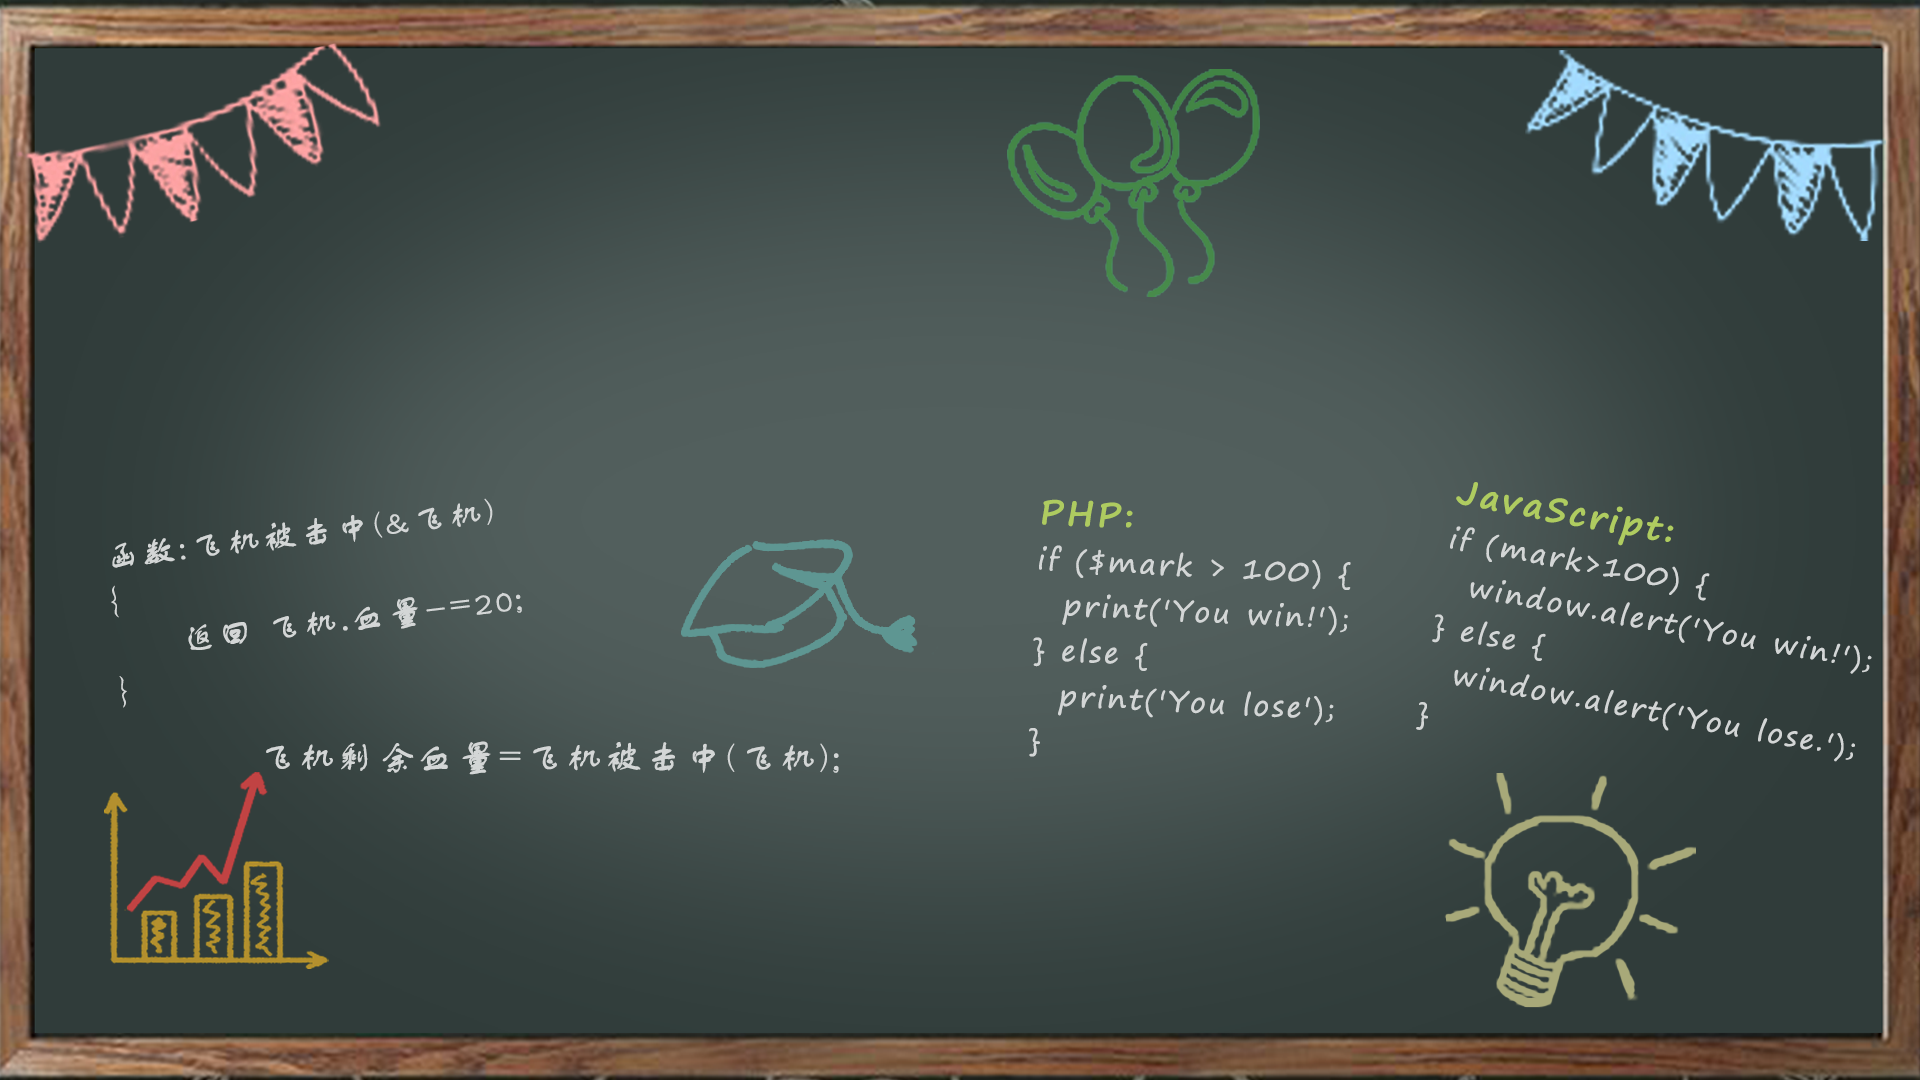 函数:飞机被击中(&飞机)
{
返回 飞机.血量-=20;
}
飞机剩余血量=飞机被击中(飞机);
PHP:
if ($mark > 100) {
print('You win!');
} else {
print('You lose');
}
JavaScript:
if (mark>100) {
window.alert('You win!');
} else {
window.alert('You lose.');
}